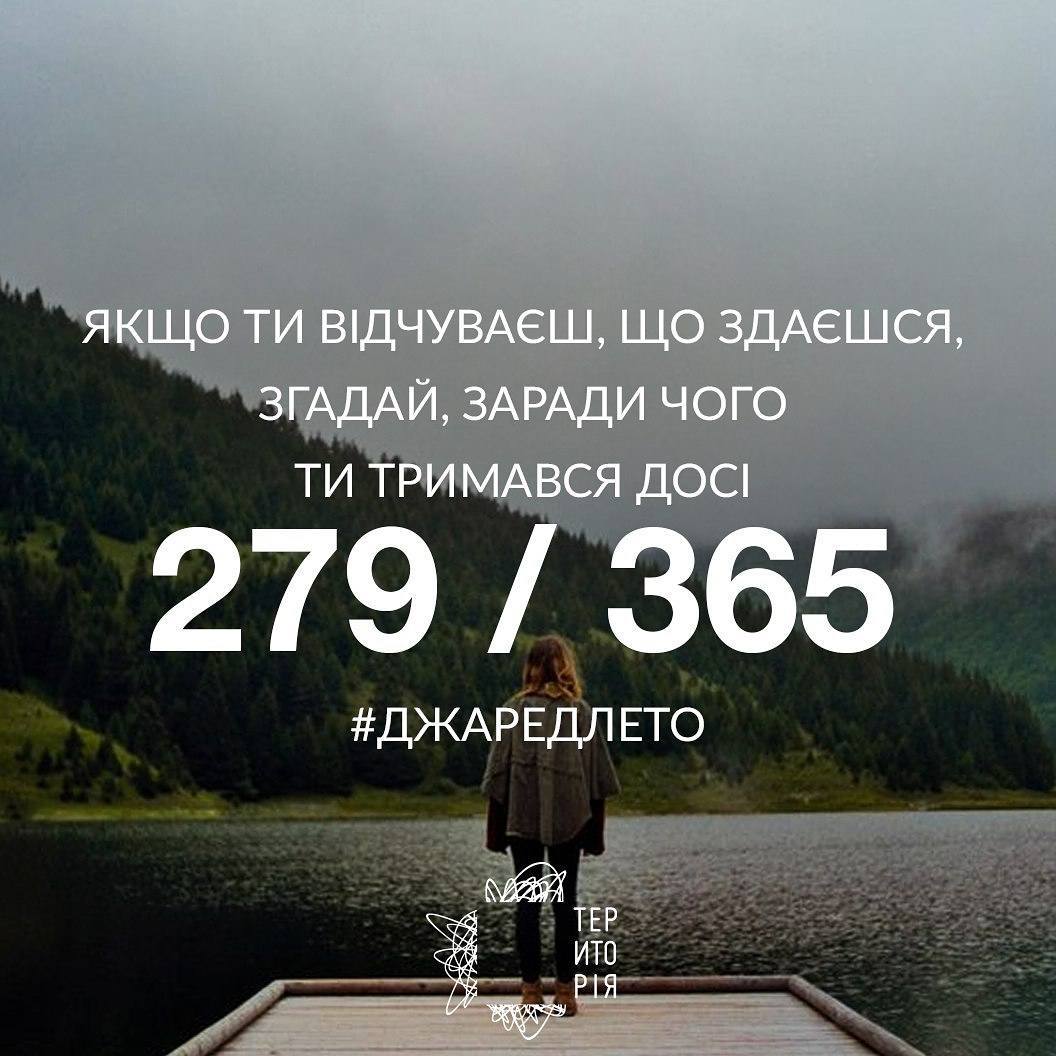 ЯКЩО ТИ ВІДЧУВАЄШ, ЩО ЗДАЄШСЯ,
ЗГАДАЙ, ЗАРАДИ ЧОГО
ТИ ТРИМАВСЯ ДОСІ
279 / 365
#ДЖАРЕДЛЕТО
ТЕР
ИТО
РІЯ